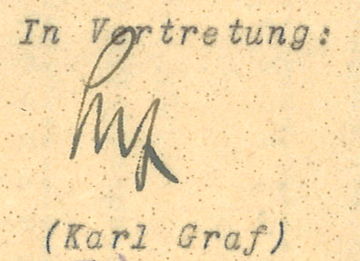 In Vertretung:
(Karl Graf)